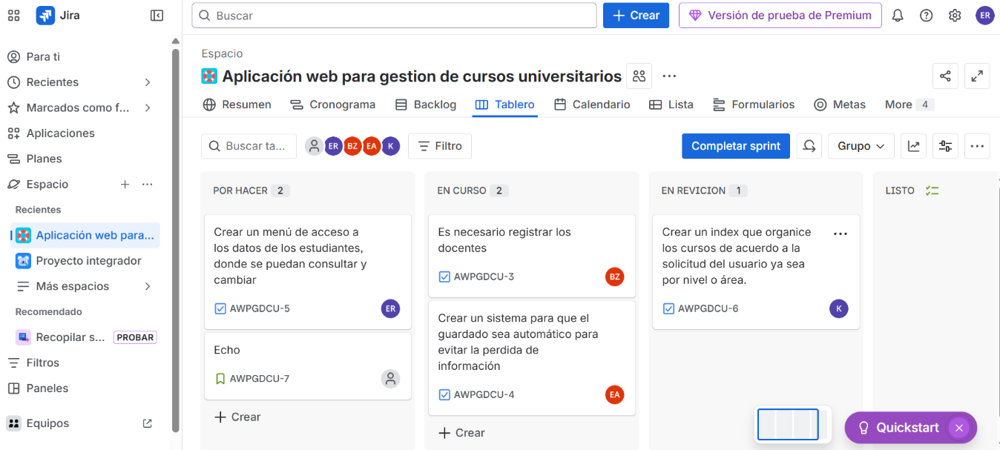 Jira
Buscar
Crear
Versión de prueba de Premium
ER
Para ti
Recientes
Marcados como f...
Aplicaciones
Planes
Espacio
Recientes
Aplicación web para...
Proyecto integrador
Más espacios
Recomendado
Recopilar s... PROBAR
Filtros
Paneles
Equipos
Espacio
Aplicación web para gestion de cursos universitarios
Resumen Cronograma Backlog Tablero Calendario Lista Formularios Metas More 4
Buscar ta... ER BZ EA K Filtro Completar sprint Grupo
POR HACER 2
Crear un menú de acceso a
los datos de los estudiantes,
donde se puedan consultar y
cambiar
AWPGDCU-5 ER
Echo
AWPGDCU-7
Crear
EN CURSO 2
Es necesario registrar los
docentes
AWPGDCU-3 BZ
Crear un sistema para que el
guardado sea automático para
evitar la perdida de
información
AWPGDCU-4 EA
Crear
EN REVICION 1
Crear un index que organice
los cursos de acuerdo a la
solicitud del usuario ya sea
por nivel o área.
AWPGDCU-6 K
LISTO
Quickstart